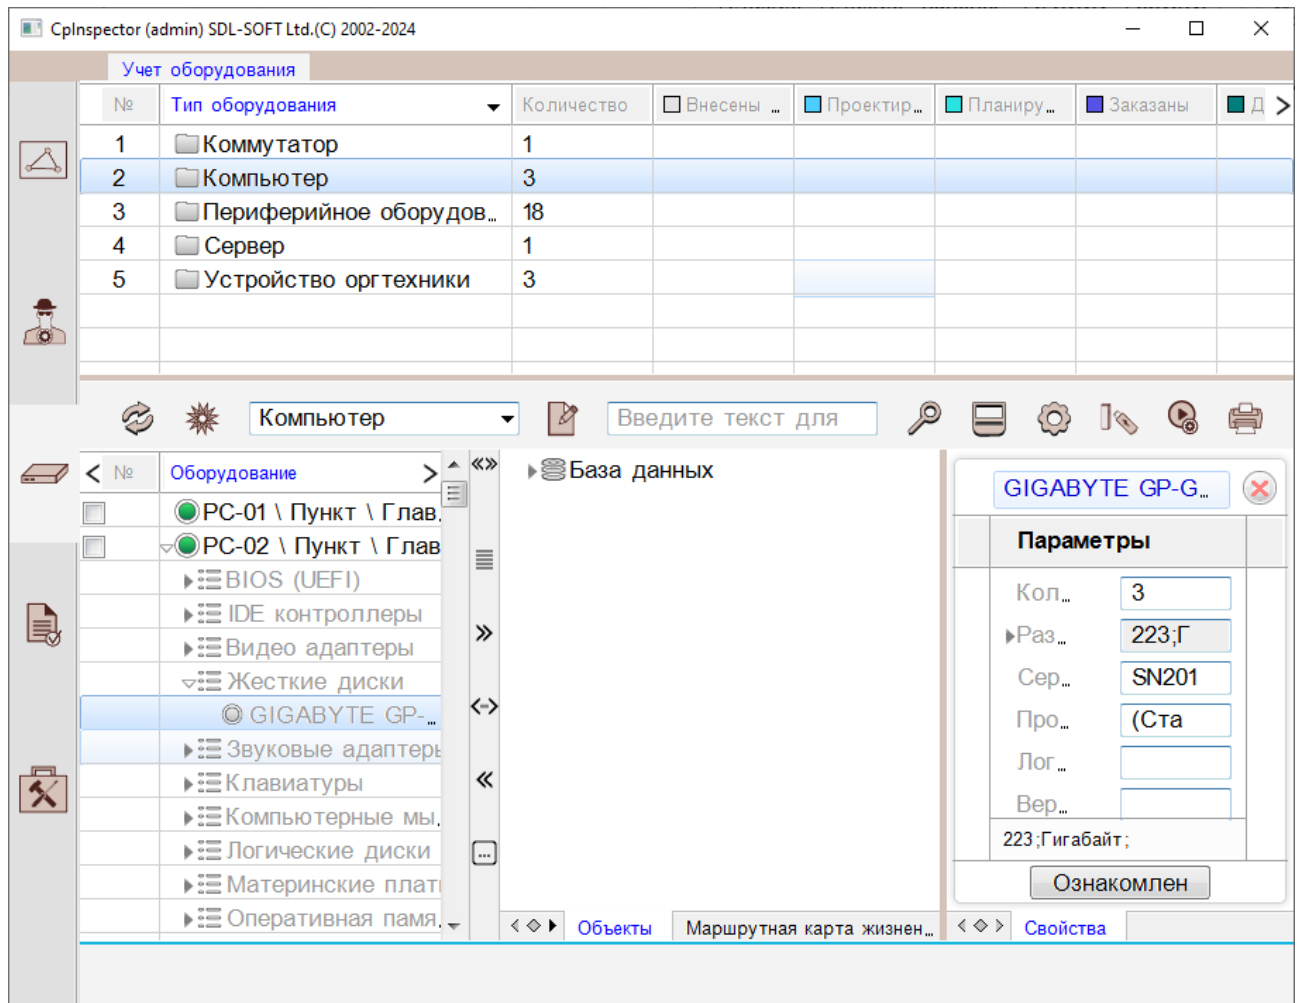 CpInspector (admin) SDL-SOFT Ltd.(C) 2002-2024
Учет оборудования
№ Тип оборудования Количество Внесены ... Проектир... Планиру... Заказаны Д
1 Коммутатор 1
2 Компьютер 3
3 Периферийное оборудов... 18
4 Сервер 1
5 Устройство оргтехники 3
Компьютер Введите текст для
№ Оборудование
PC-01 \ Пункт \ Глав.
PC-02 \ Пункт \ Глав
BIOS (UEFI)
IDE контроллеры
Видео адаптеры
Жесткие диски
GIGABYTE GP-...
Звуковые адаптеры
Клавиатуры
Компьютерные мы.
Логические диски
Материнские плат
Оперативная памя.
База данных
Объекты Маршрутная карта жизнен...
GIGABYTE GP-G...
Параметры
Кол... 3
Раз... 223;Г
Сер... SN201
Про... (Ста
Лог...
Вер...
223;Гигабайт;
Ознакомлен
Свойства